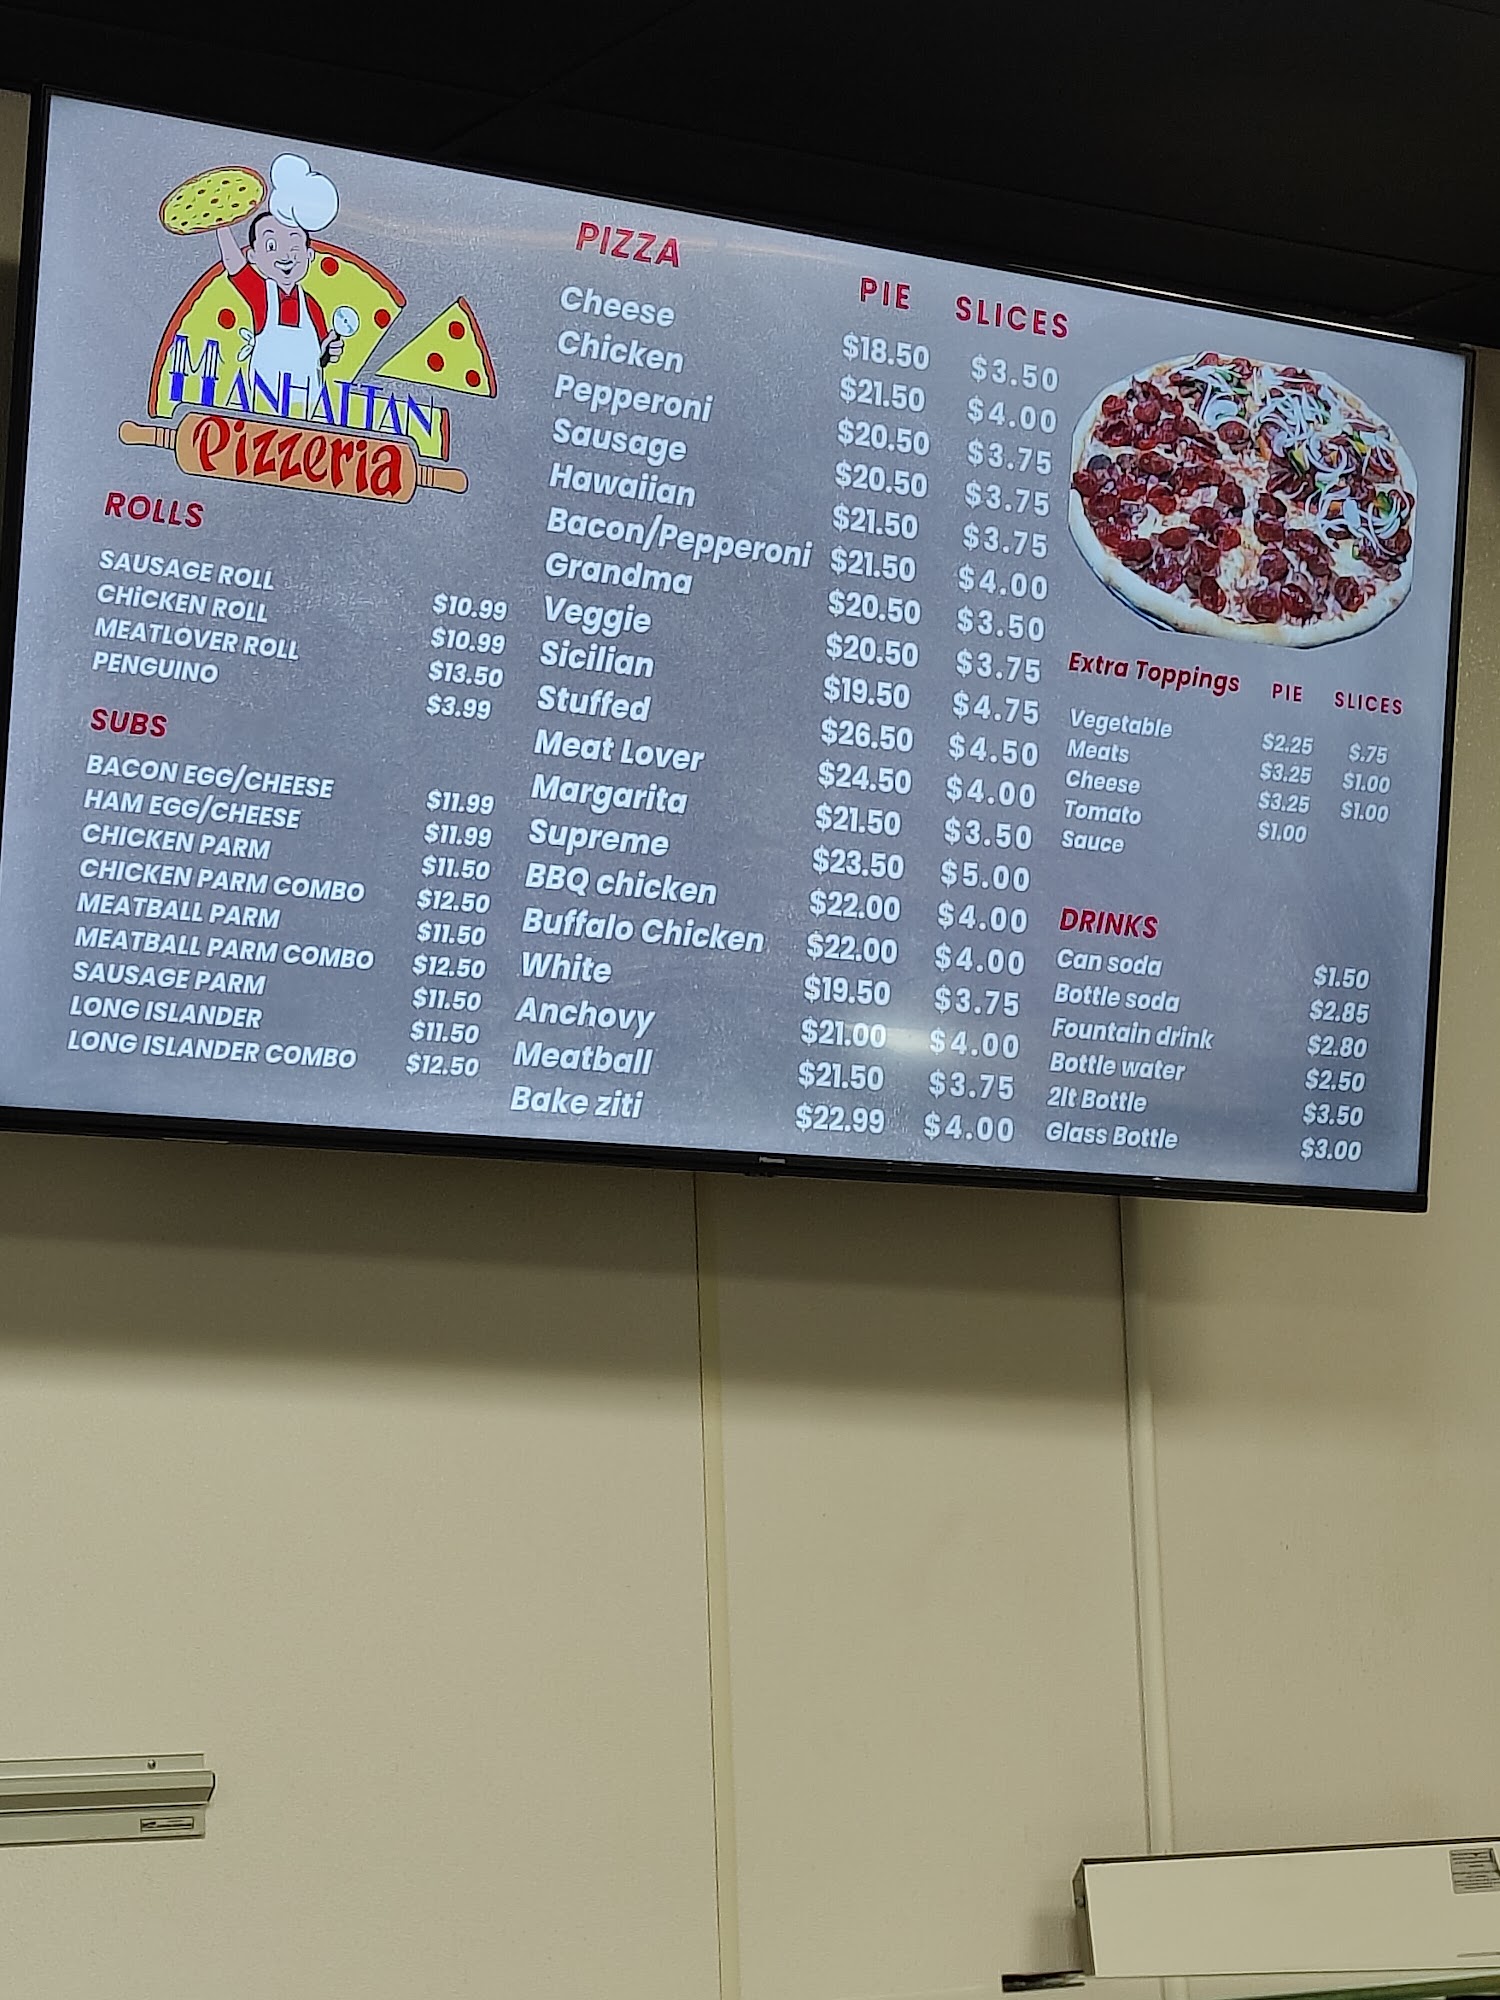 MANHATTAN
Pizzeria
ROLLS
SAUSAGE ROLL $10.99
CHICKEN ROLL $10.99
MEATLOVER ROLL $13.50
PENGUINO $3.99
SUBS
BACON EGG/CHEESE $11.99
HAM EGG/CHEESE $11.99
CHICKEN PARM $11.50
CHICKEN PARM COMBO $12.50
MEATBALL PARM $11.50
MEATBALL PARM COMBO $12.50
SAUSAGE PARM $11.50
LONG ISLANDER $11.50
LONG ISLANDER COMBO $12.50
PIZZA PIE SLICES
Cheese $18.50 $3.50
Chicken $21.50 $4.00
Pepperoni $20.50 $3.75
Sausage $20.50 $3.75
Hawaiian $21.50 $3.75
Bacon/Pepperoni $21.50 $4.00
Grandma $20.50 $3.50
Veggie $20.50 $3.75
Sicilian $19.50 $4.75
Stuffed $26.50 $4.50
Meat Lover $24.50 $4.00
Margarita $21.50 $3.50
Supreme $23.50 $5.00
BBQ chicken $22.00 $4.00
Buffalo Chicken $22.00 $4.00
White $19.50 $3.75
Anchovy $21.00 $4.00
Meatball $21.50 $3.75
Bake ziti $22.99 $4.00
Extra Toppings PIE SLICES
Vegetable $2.25 $.75
Meats $3.25 $1.00
Cheese $3.25 $1.00
Tomato $1.00
Sauce
DRINKS
Can soda $1.50
Bottle soda $2.85
Fountain drink $2.80
Bottle water $2.50
2lt Bottle $3.50
Glass Bottle $3.00
Hisense